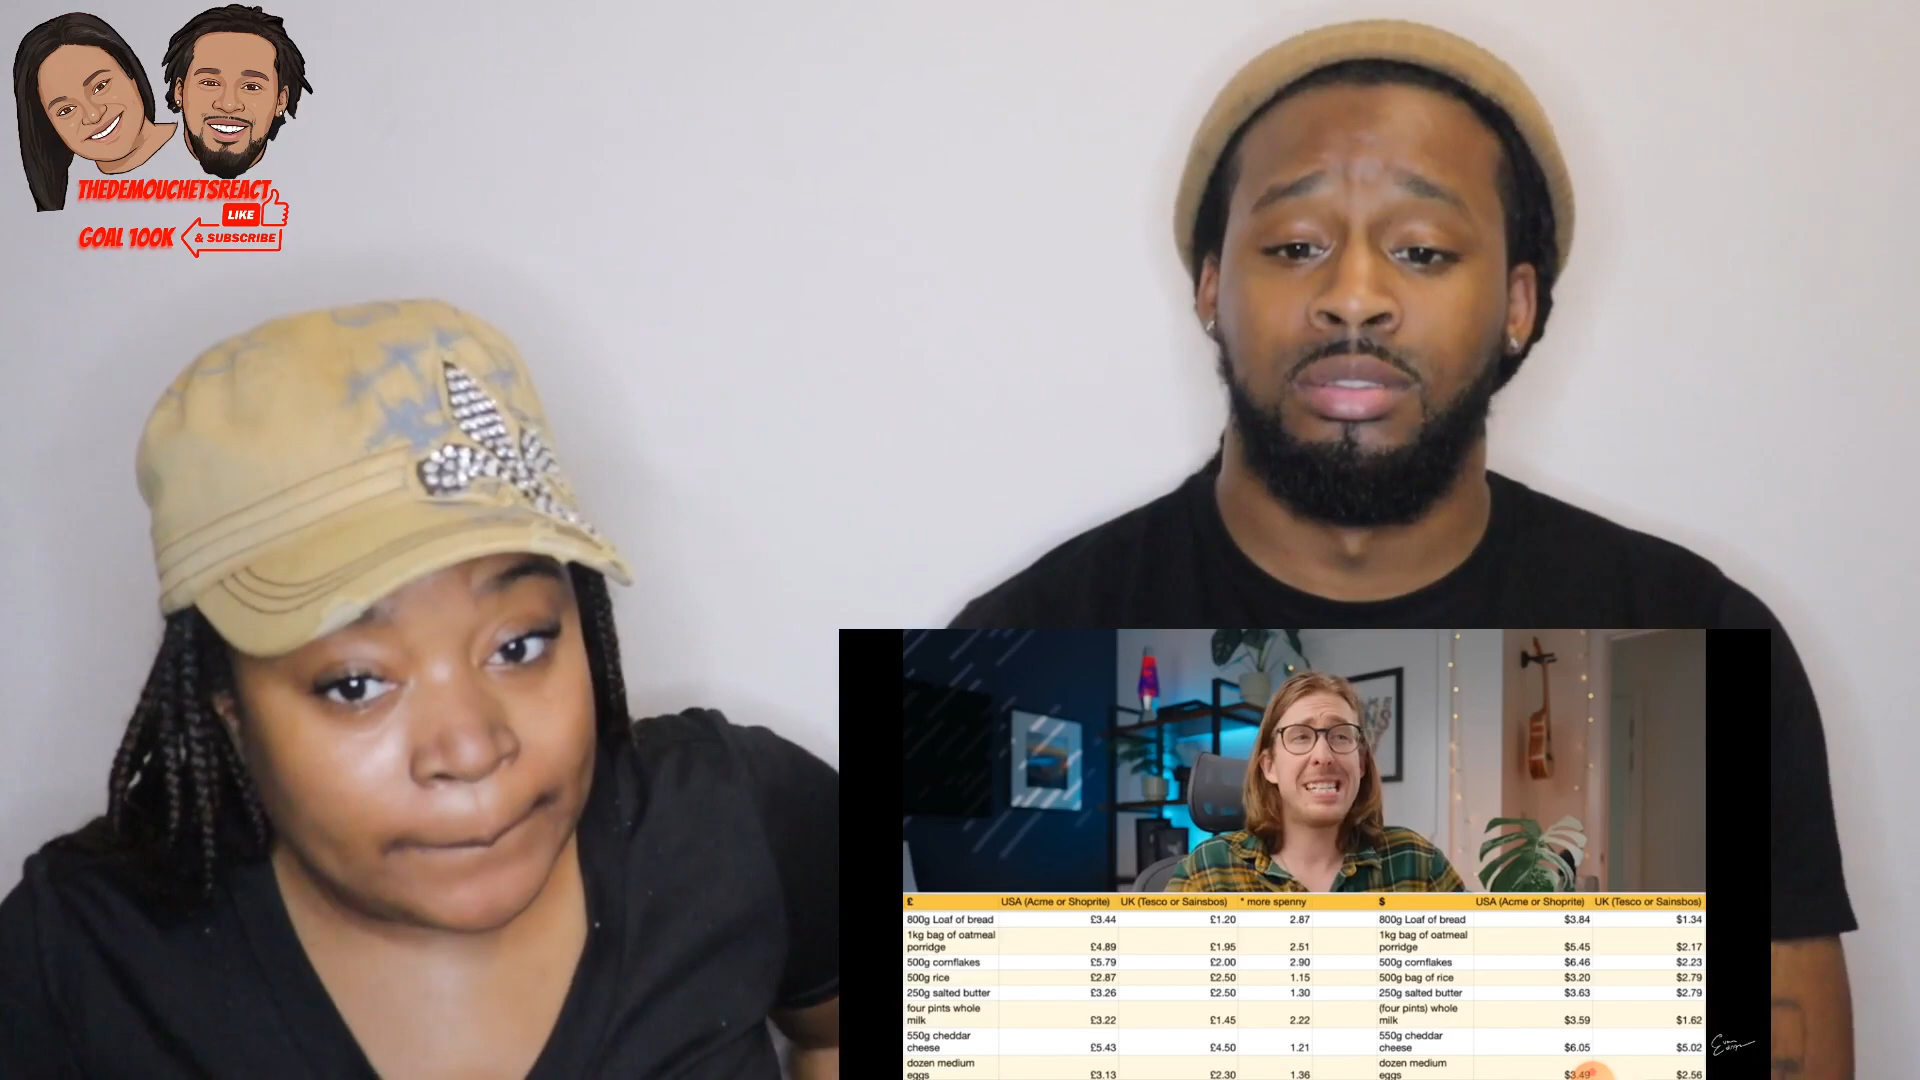 THEDEMOUCHETSREACT
LIKE
GOAL 100K & SUBSCRIBE
£ USA (Acme or Shoprite) UK (Tesco or Sainsbos) * more spenny $ USA (Acme or Shoprite) UK (Tesco or Sainsbos)
800g Loaf of bread £3.44 £1.20 2.87 800g Loaf of bread $3.84 $1.34
1kg bag of oatmeal
porridge £4.89 £1.95 2.51 1kg bag of oatmeal
porridge $5.45 $2.17
500g cornflakes £5.79 £2.00 2.90 500g cornflakes $6.46 $2.23
500g rice £2.87 £2.50 1.15 500g bag of rice $3.20 $2.79
250g salted butter £3.26 £2.50 1.30 250g salted butter $3.63 $2.79
four pints whole
milk £3.22 £1.45 2.22 (four pints) whole
milk $3.59 $1.62
550g cheddar
cheese £5.43 £4.50 1.21 550g cheddar
cheese $6.05 $5.02
dozen medium
eggs £3.13 £2.30 1.36 dozen medium
eggs $3.49 $2.56